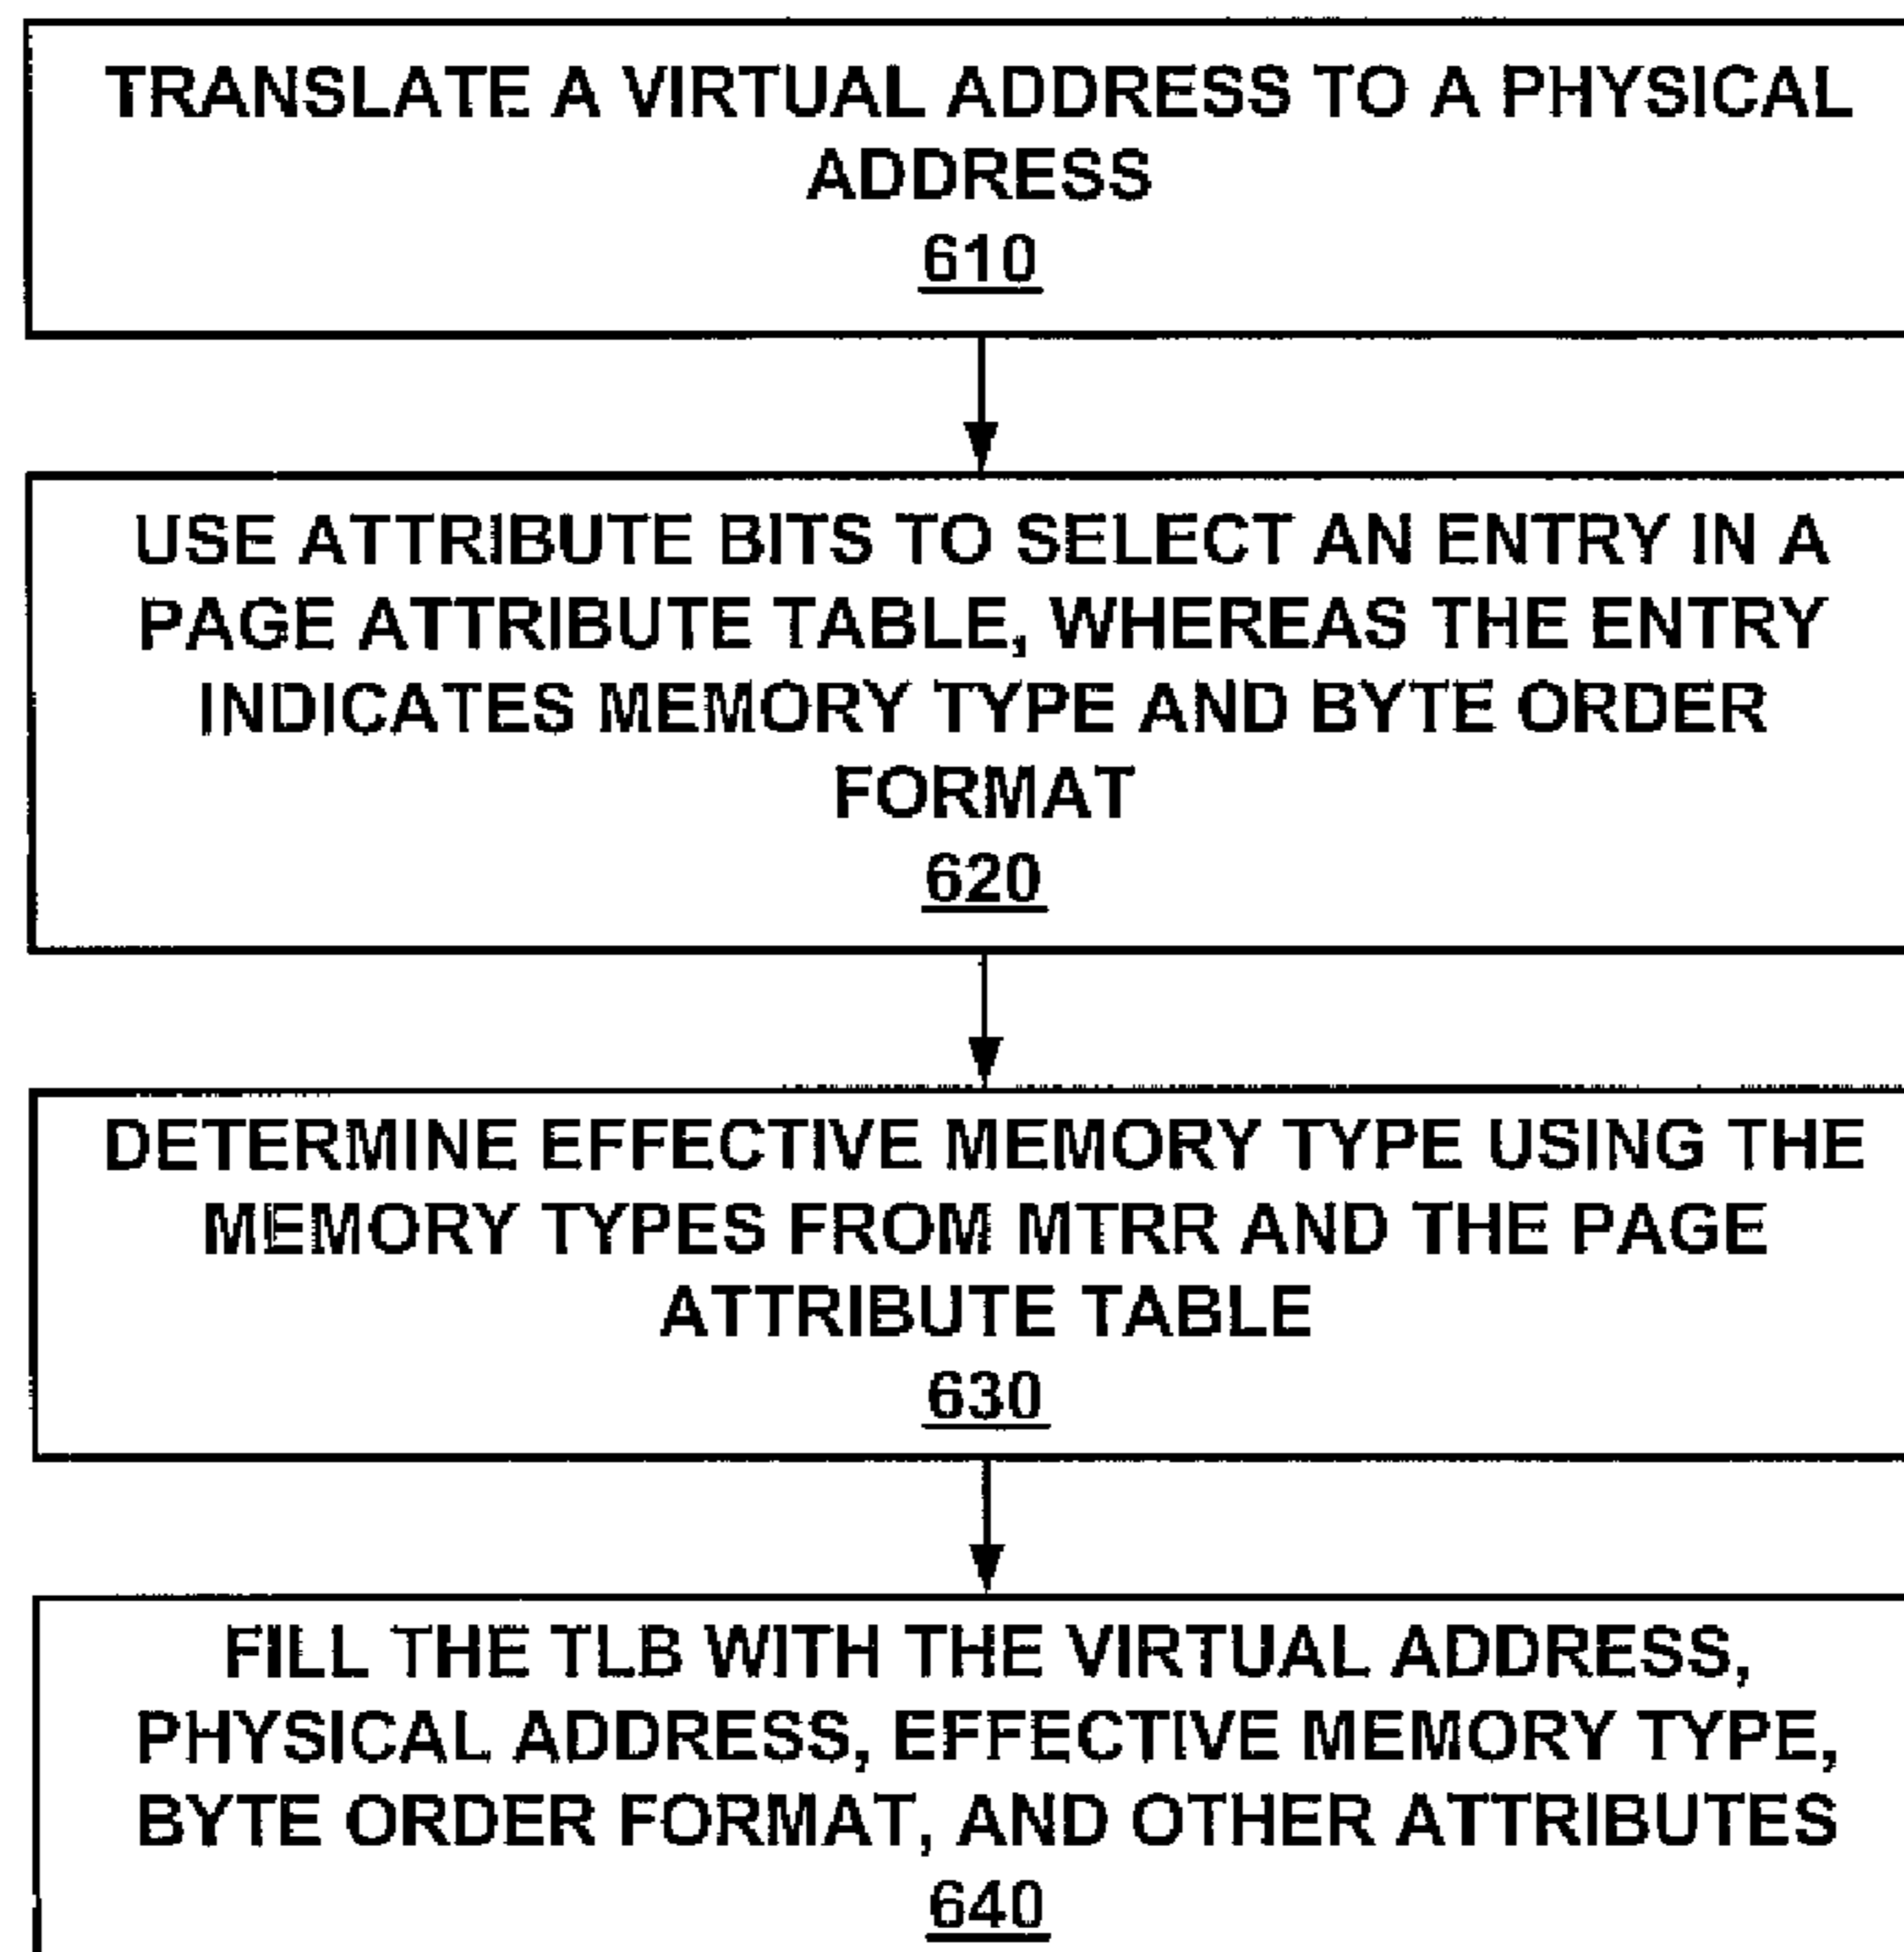 TRANSLATE A VIRTUAL ADDRESS TO A PHYSICAL
ADDRESS
610
USE ATTRIBUTE BITS TO SELECT AN ENTRY IN A
PAGE ATTRIBUTE TABLE, WHEREAS THE ENTRY
INDICATES MEMORY TYPE AND BYTE ORDER
FORMAT
620
DETERMINE EFFECTIVE MEMORY TYPE USING THE
MEMORY TYPES FROM MTRR AND THE PAGE
ATTRIBUTE TABLE
630
FILL THE TLB WITH THE VIRTUAL ADDRESS,
PHYSICAL ADDRESS, EFFECTIVE MEMORY TYPE,
BYTE ORDER FORMAT, AND OTHER ATTRIBUTES
640